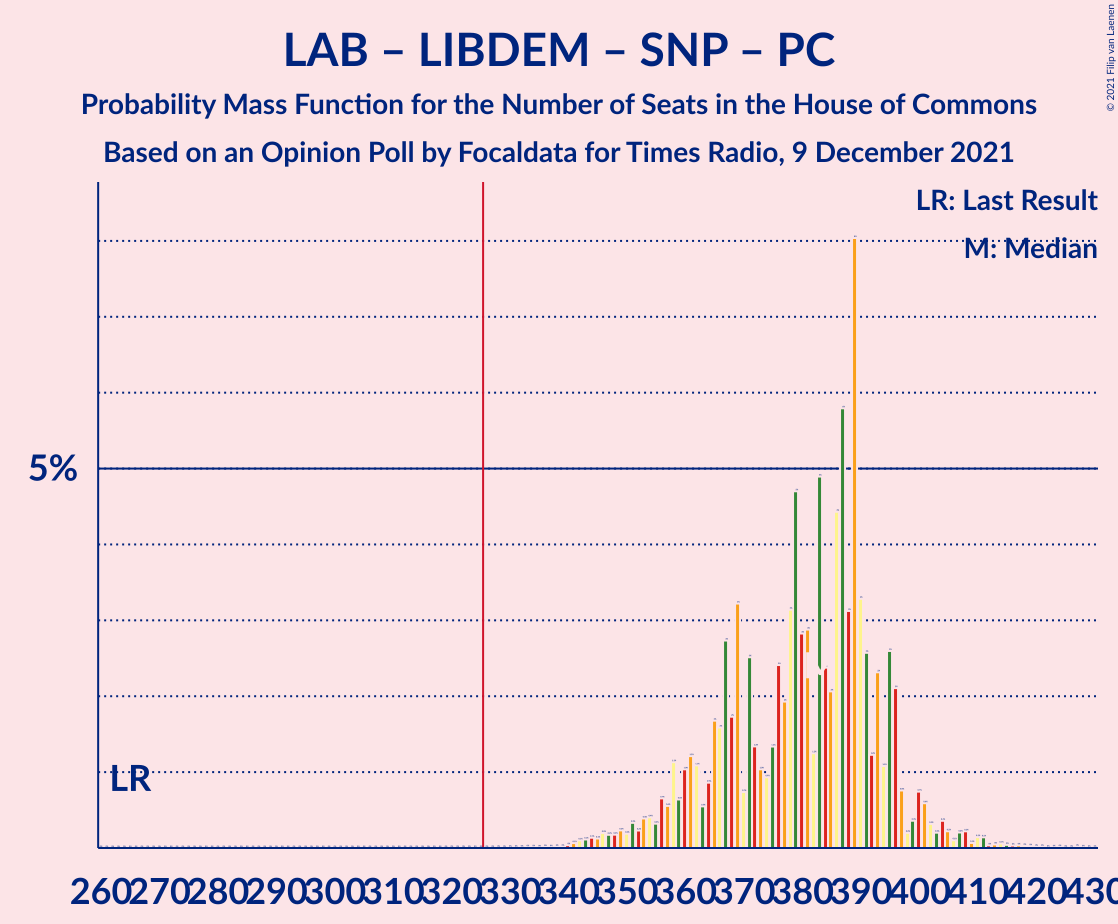 LAB – LIBDEM – SNP – PC
Probability Mass Function for the Number of Seats in the House of Commons
Based on an Opinion Poll by Focaldata for Times Radio, 9 December 2021
© 2021 Filip van Laenen
LR: Last Result
M: Median
5%
LR
260 270 280 290 300 310 320 330 340 350 360 370 380 390 400 410 420 430